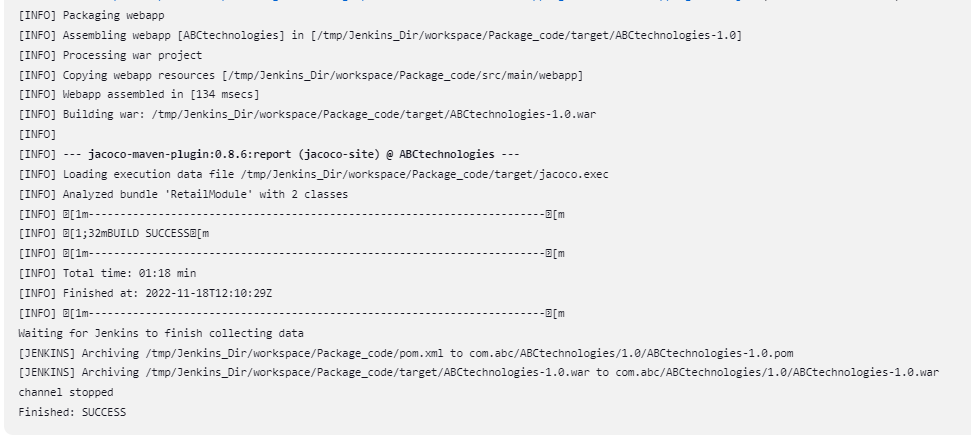 [INFO] Packaging webapp
[INFO] Assembling webapp [ABCtechnologies] in [/tmp/Jenkins_Dir/workspace/Package_code/target/ABCtechnologies-1.0]
[INFO] Processing war project
[INFO] Copying webapp resources [/tmp/Jenkins_Dir/workspace/Package_code/src/main/webapp]
[INFO] Webapp assembled in [134 msecs]
[INFO] Building war: /tmp/Jenkins_Dir/workspace/Package_code/target/ABCtechnologies-1.0.war
[INFO]
[INFO] --- jacoco-maven-plugin:0.8.6:report (jacoco-site) @ ABCtechnologies ---
[INFO] Loading execution data file /tmp/Jenkins_Dir/workspace/Package_code/target/jacoco.exec
[INFO] Analyzed bundle 'RetailModule' with 2 classes
[INFO] [1m------------------------------------------------------------------------[m
[INFO] [1;32mBUILD SUCCESS[m
[INFO] [1m------------------------------------------------------------------------[m
[INFO] Total time: 01:18 min
[INFO] Finished at: 2022-11-18T12:10:29Z
[INFO] [1m------------------------------------------------------------------------[m
Waiting for Jenkins to finish collecting data
[JENKINS] Archiving /tmp/Jenkins_Dir/workspace/Package_code/pom.xml to com.abc/ABCtechnologies/1.0/ABCtechnologies-1.0.pom
[JENKINS] Archiving /tmp/Jenkins_Dir/workspace/Package_code/target/ABCtechnologies-1.0.war to com.abc/ABCtechnologies/1.0/ABCtechnologies-1.0.war
channel stopped
Finished: SUCCESS